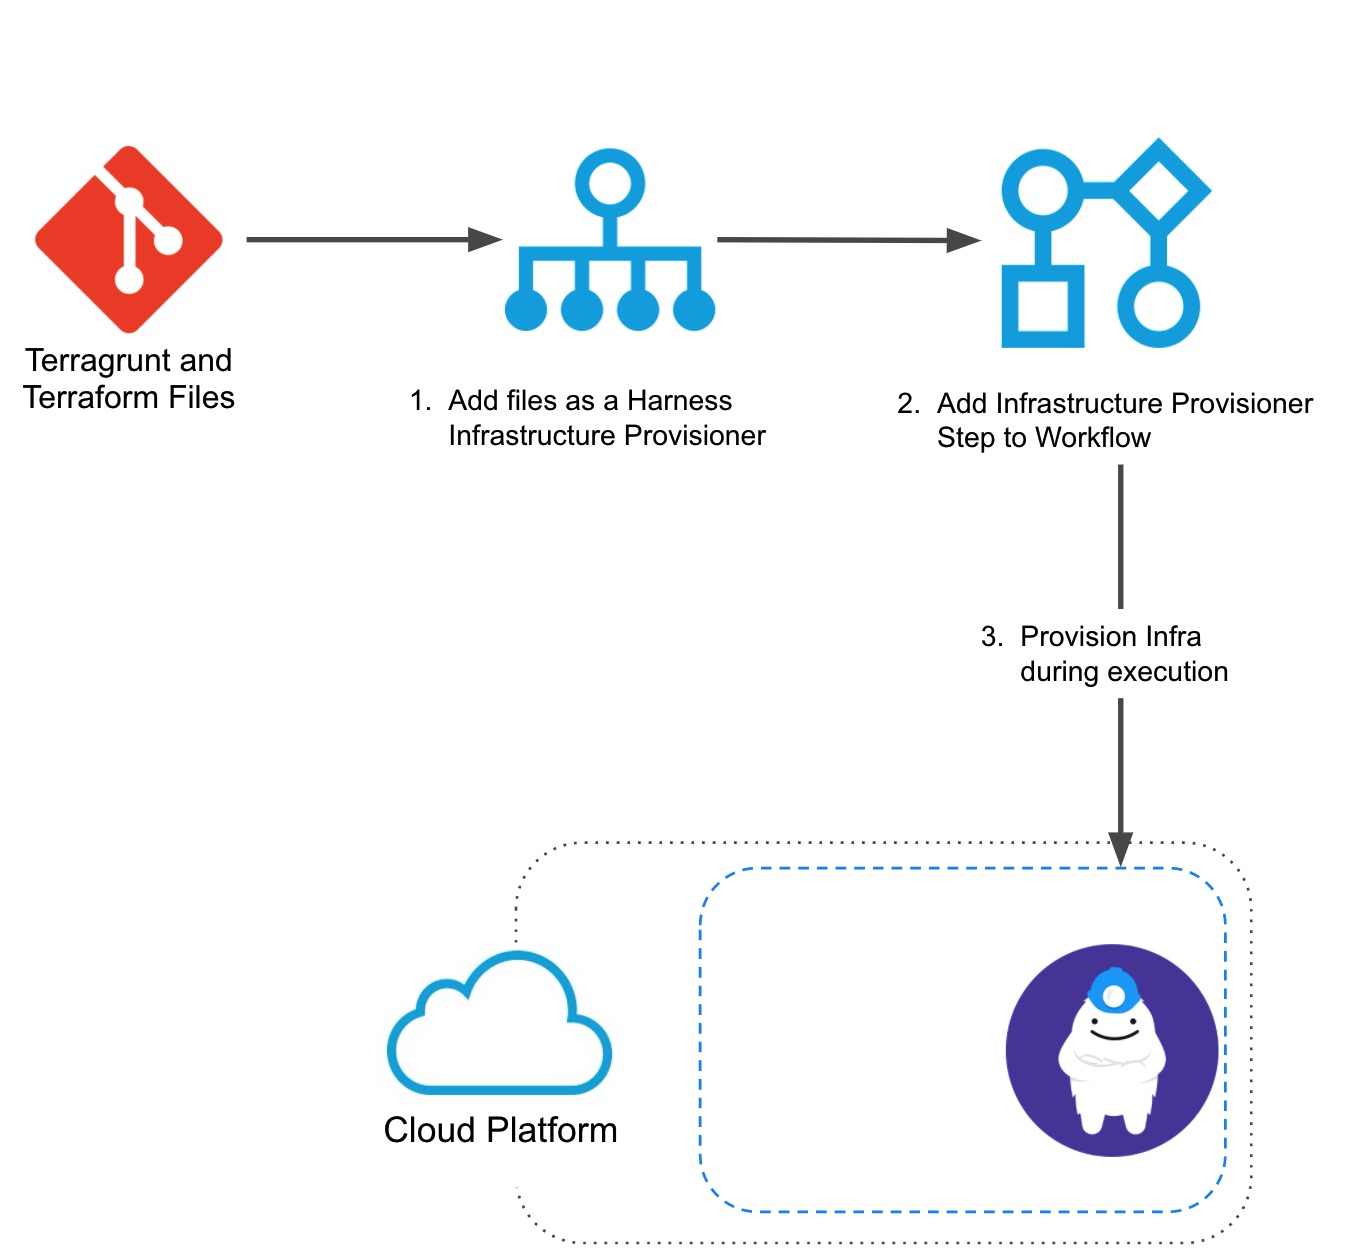 Terragrunt and
Terraform Files
1. Add files as a Harness
Infrastructure Provisioner
2. Add Infrastructure Provisioner
Step to Workflow
3. Provision Infra
during execution
Cloud Platform